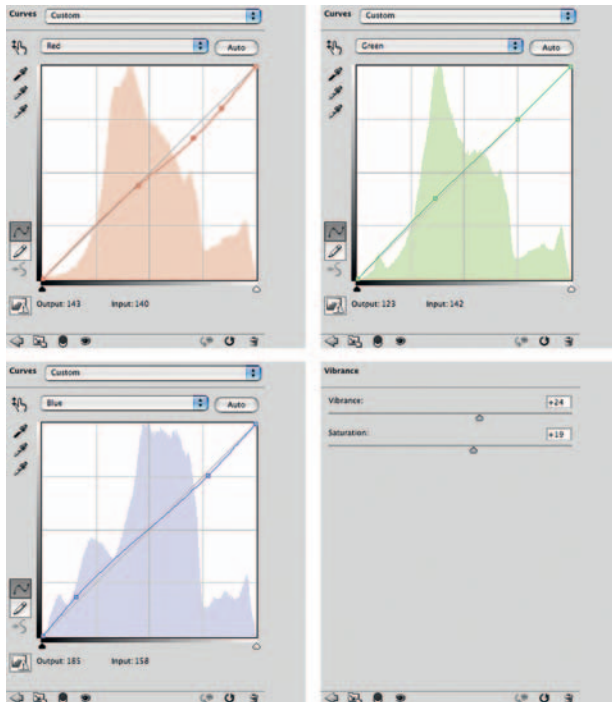 Curves Custom
Red Auto
Output: 143 Input: 140
Curves Custom
Green Auto
Output: 123 Input: 142
Curves Custom
Blue Auto
Output: 185 Input: 158
Vibrance
Vibrance: +24
Saturation: +19